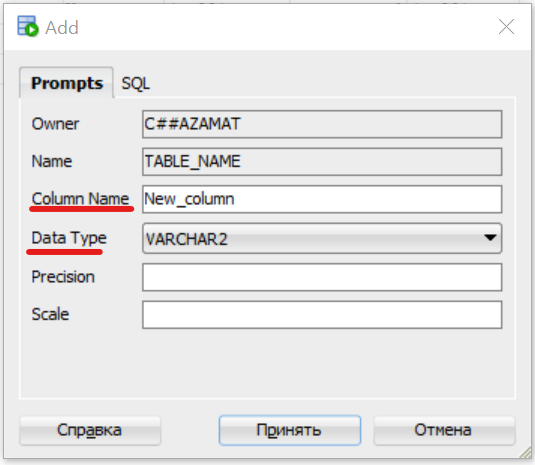 Add
Prompts SQL
Owner C##AZAMAT
Name TABLE_NAME
Column Name New_column
Data Type VARCHAR2
Precision
Scale
Справка Принять Отмена